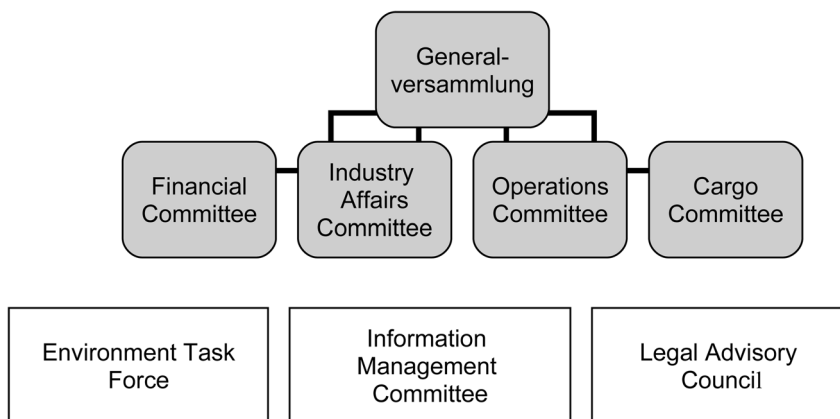 General-
versammlung
Financial
Committee
Industry
Affairs
Committee
Operations
Committee
Cargo
Committee
Environment Task
Force
Information
Management
Committee
Legal Advisory
Council